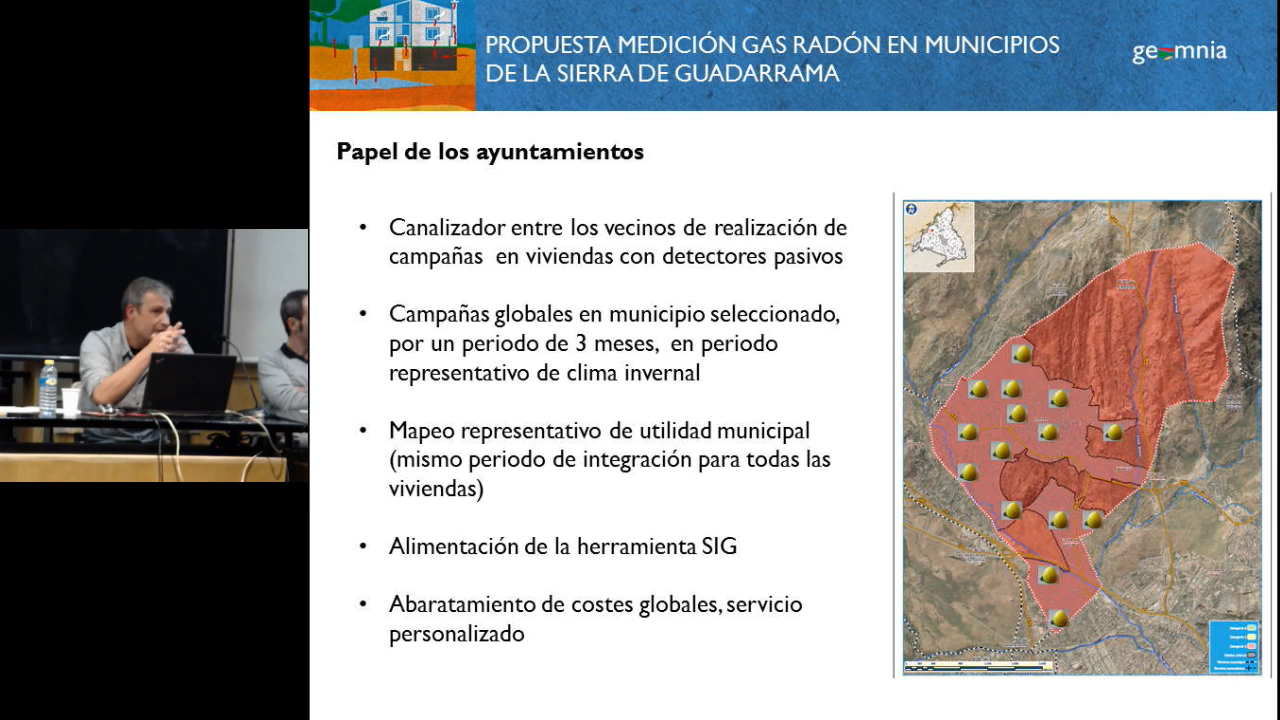 PROPUESTA MEDICIÓN GAS RADÓN EN MUNICIPIOS
DE LA SIERRA DE GUADARRAMA
geomnia
Papel de los ayuntamientos
• Canalizador entre los vecinos de realización de
campañas en viviendas con detectores pasivos
• Campañas globales en municipio seleccionado,
por un periodo de 3 meses, en periodo
representativo de clima invernal
• Mapeo representativo de utilidad municipal
(mismo periodo de integración para todas las
viviendas)
• Alimentación de la herramienta SIG
• Abaratamiento de costes globales, servicio
personalizado